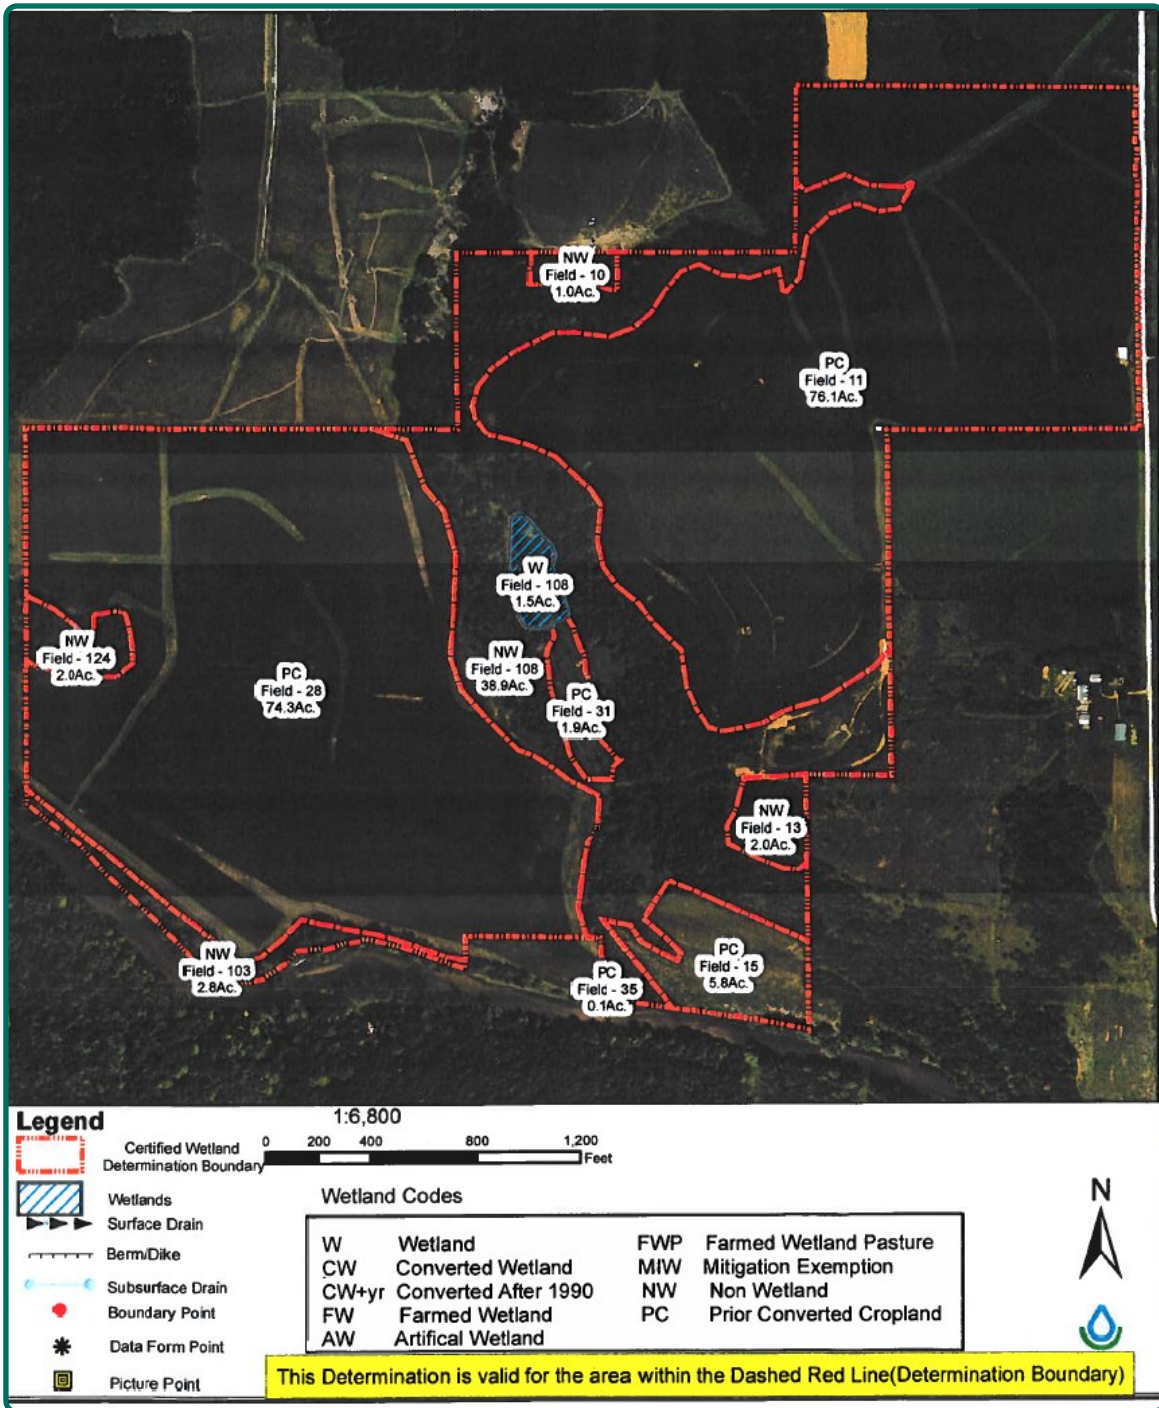 NW
Field - 10
1.0Ac.
PC
Field - 11
76.1Ac.
W
Field - 108
1.5Ac.
NW
Field - 124
2.0Ac.
NW
Field - 108
38.9Ac.
PC
Field - 28
74.3Ac.
PC
Field - 31
1.9Ac.
NW
Field - 13
2.0Ac.
NW
Field - 103
2.8Ac.
PC
Field - 15
5.8Ac.
PC
Field - 35
0.1Ac.
Legend
1:6,800
0 200 400 800 1,200
Feet
Certified Wetland
Determination Boundary
Wetlands
Surface Drain
Berm/Dike
Subsurface Drain
Boundary Point
Data Form Point
Picture Point
Wetland Codes
W Wetland
CW Converted Wetland
CW+yr Converted After 1990
FW Farmed Wetland
AW Artifical Wetland
FWP Farmed Wetland Pasture
MIW Mitigation Exemption
NW Non Wetland
PC Prior Converted Cropland
N
This Determination is valid for the area within the Dashed Red Line(Determination Boundary)